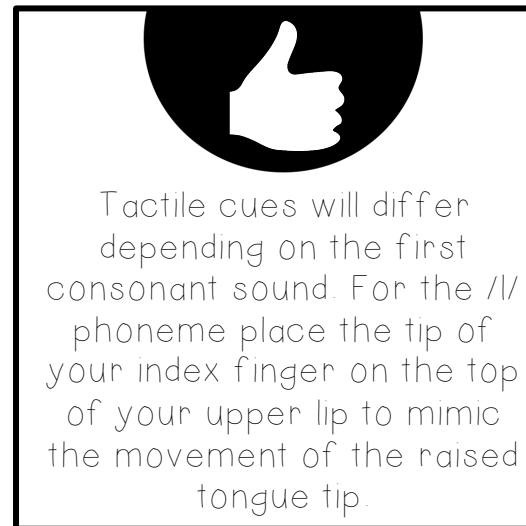 Tactile cues will differ
depending on the first
consonant sound. For the /l/
phoneme place the tip of
your index finger on the top
of your upper lip to mimic
the movement of the raised
tongue tip.